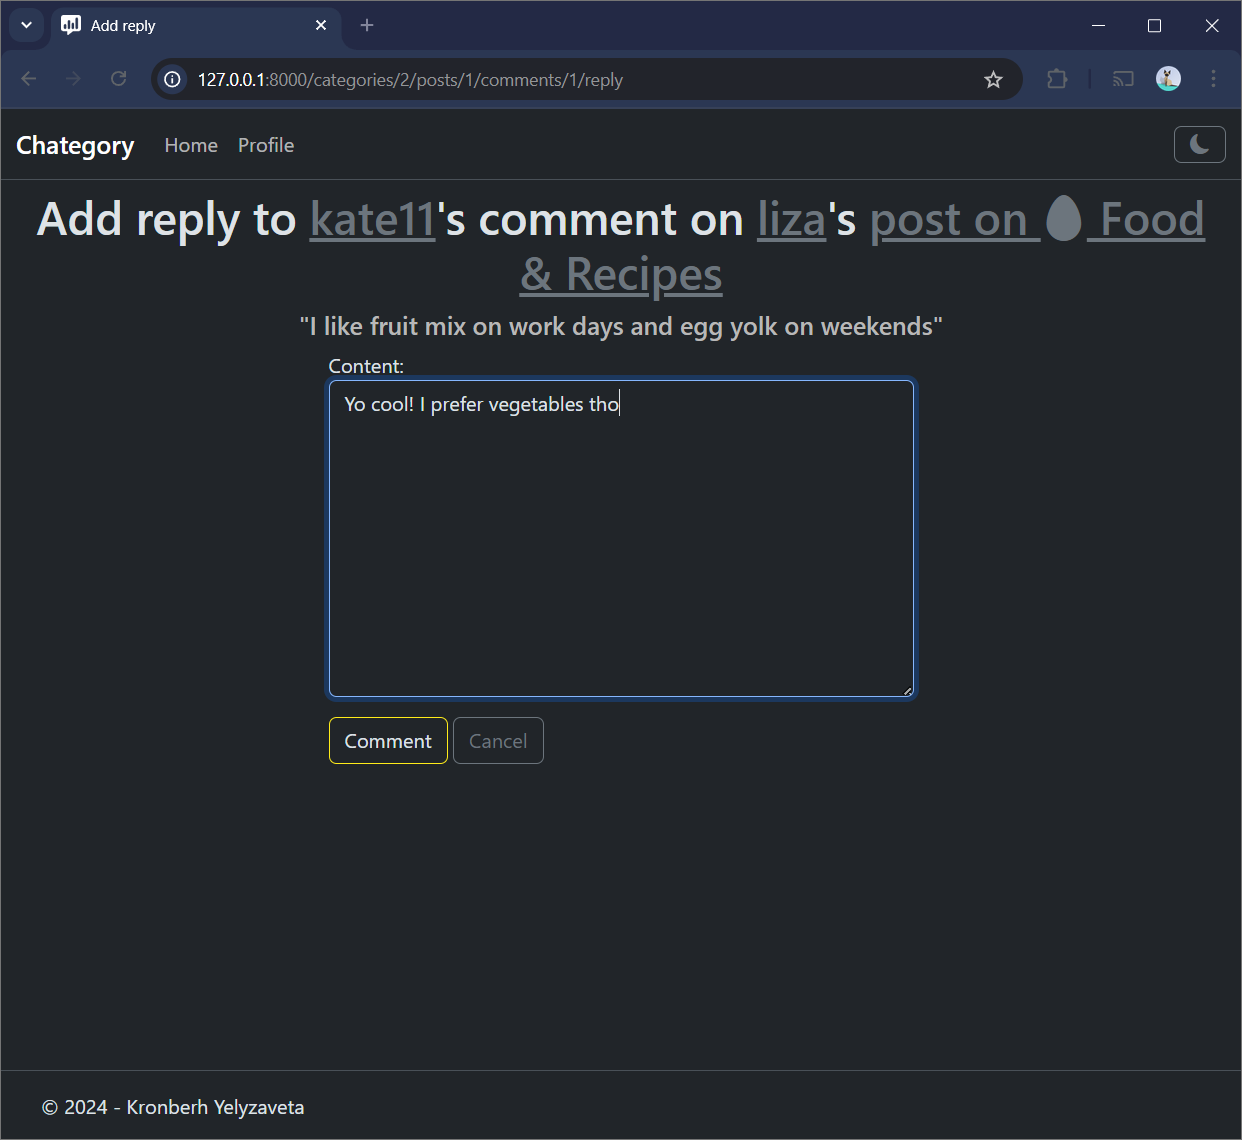 Add reply
127.0.0.1:8000/categories/2/posts/1/comments/1/reply
Chategory Home Profile
Add reply to kate11's comment on liza's post on Food
& Recipes
"I like fruit mix on work days and egg yolk on weekends"
Content:
Yo cool! I prefer vegetables tho
Comment Cancel
© 2024 - Kronberh Yelyzaveta